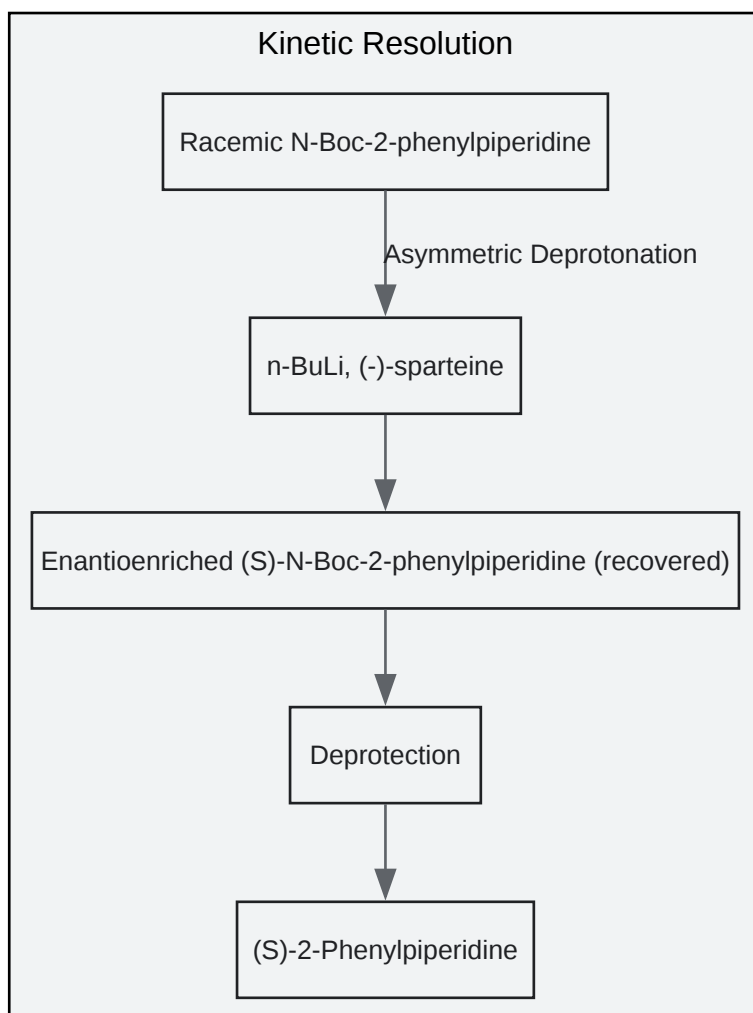 Kinetic Resolution
Racemic N-Boc-2-phenylpiperidine
Asymmetric Deprotonation
n-BuLi, (-)-sparteine
Enantioenriched (S)-N-Boc-2-phenylpiperidine (recovered)
Deprotection
(S)-2-Phenylpiperidine